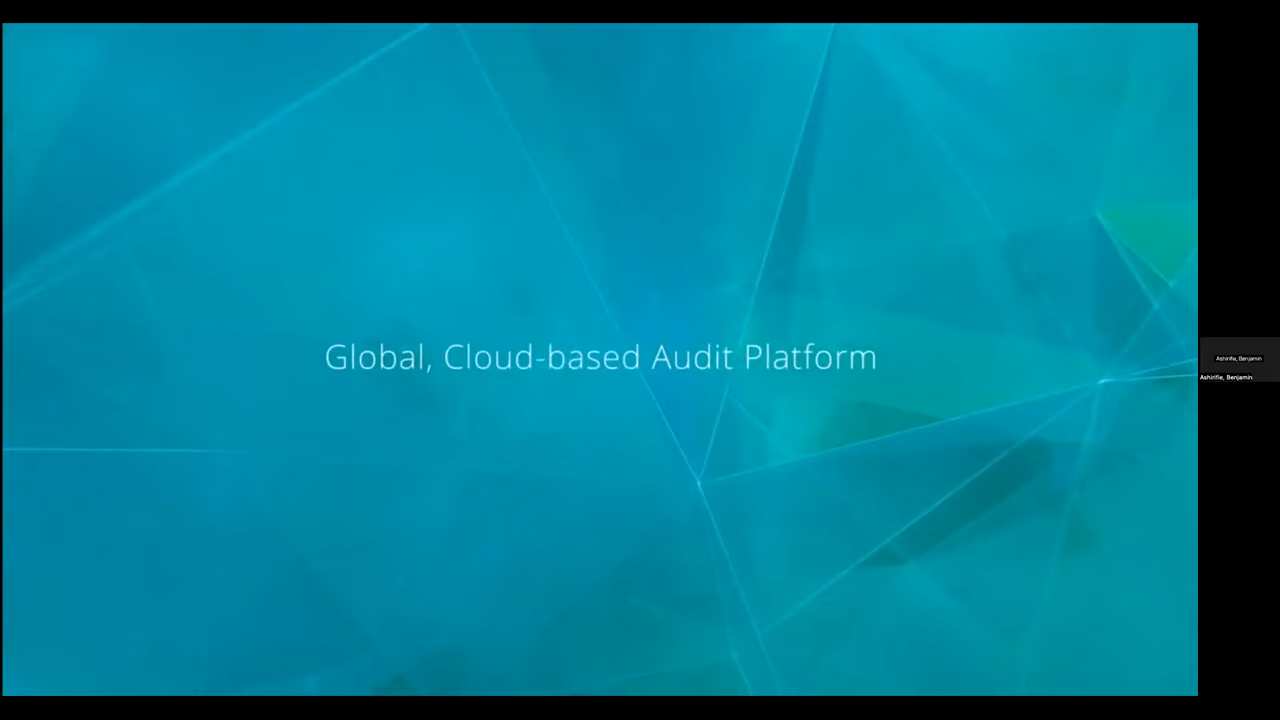 Global, Cloud-based Audit Platform
Ashirifie, Benjamin
Ashirifie, Benjamin